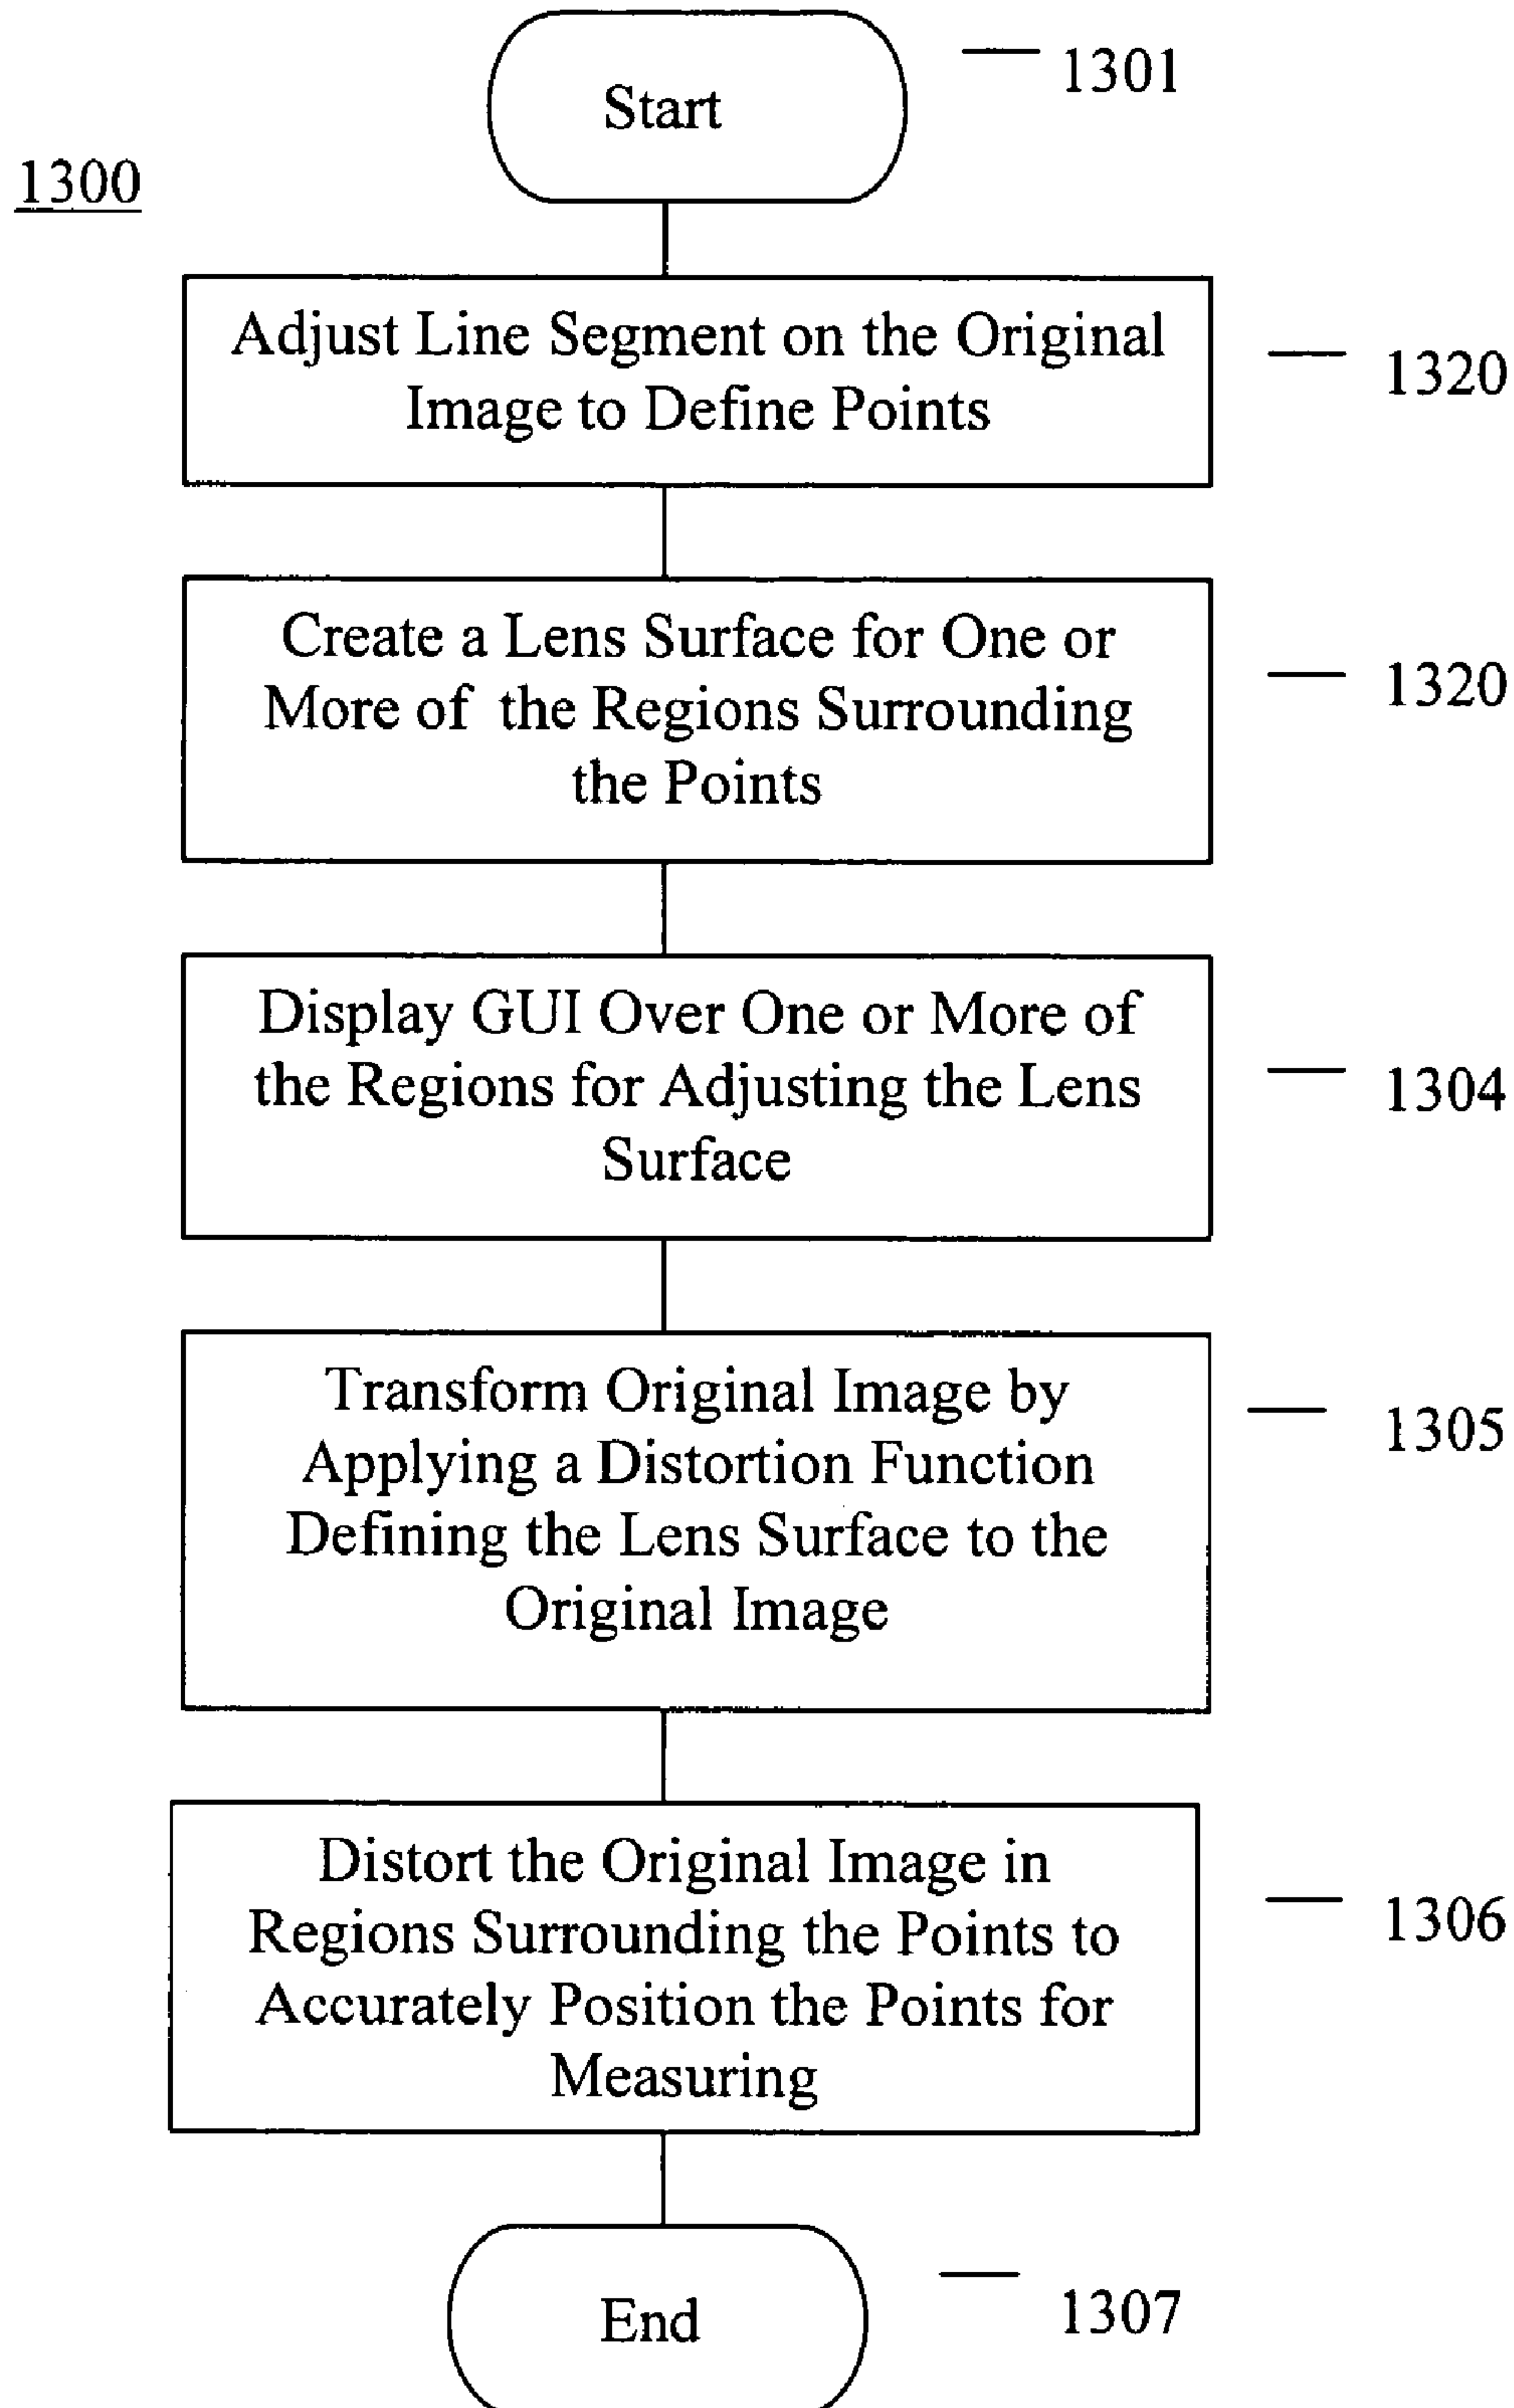 Start
1301
1300
Adjust Line Segment on the Original
Image to Define Points
1320
Create a Lens Surface for One or
More of the Regions Surrounding
the Points
1320
Display GUI Over One or More of
the Regions for Adjusting the Lens
Surface
1304
Transform Original Image by
Applying a Distortion Function
Defining the Lens Surface to the
Original Image
1305
Distort the Original Image in
Regions Surrounding the Points to
Accurately Position the Points for
Measuring
1306
End
1307